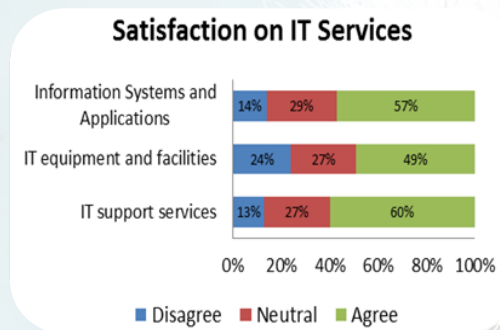 Satisfaction on IT Services
Information Systems and
Applications
14% 29% 57%
IT equipment and facilities
24% 27% 49%
IT support services
13% 27% 60%
0% 20% 40% 60% 80% 100%
Disagree Neutral Agree